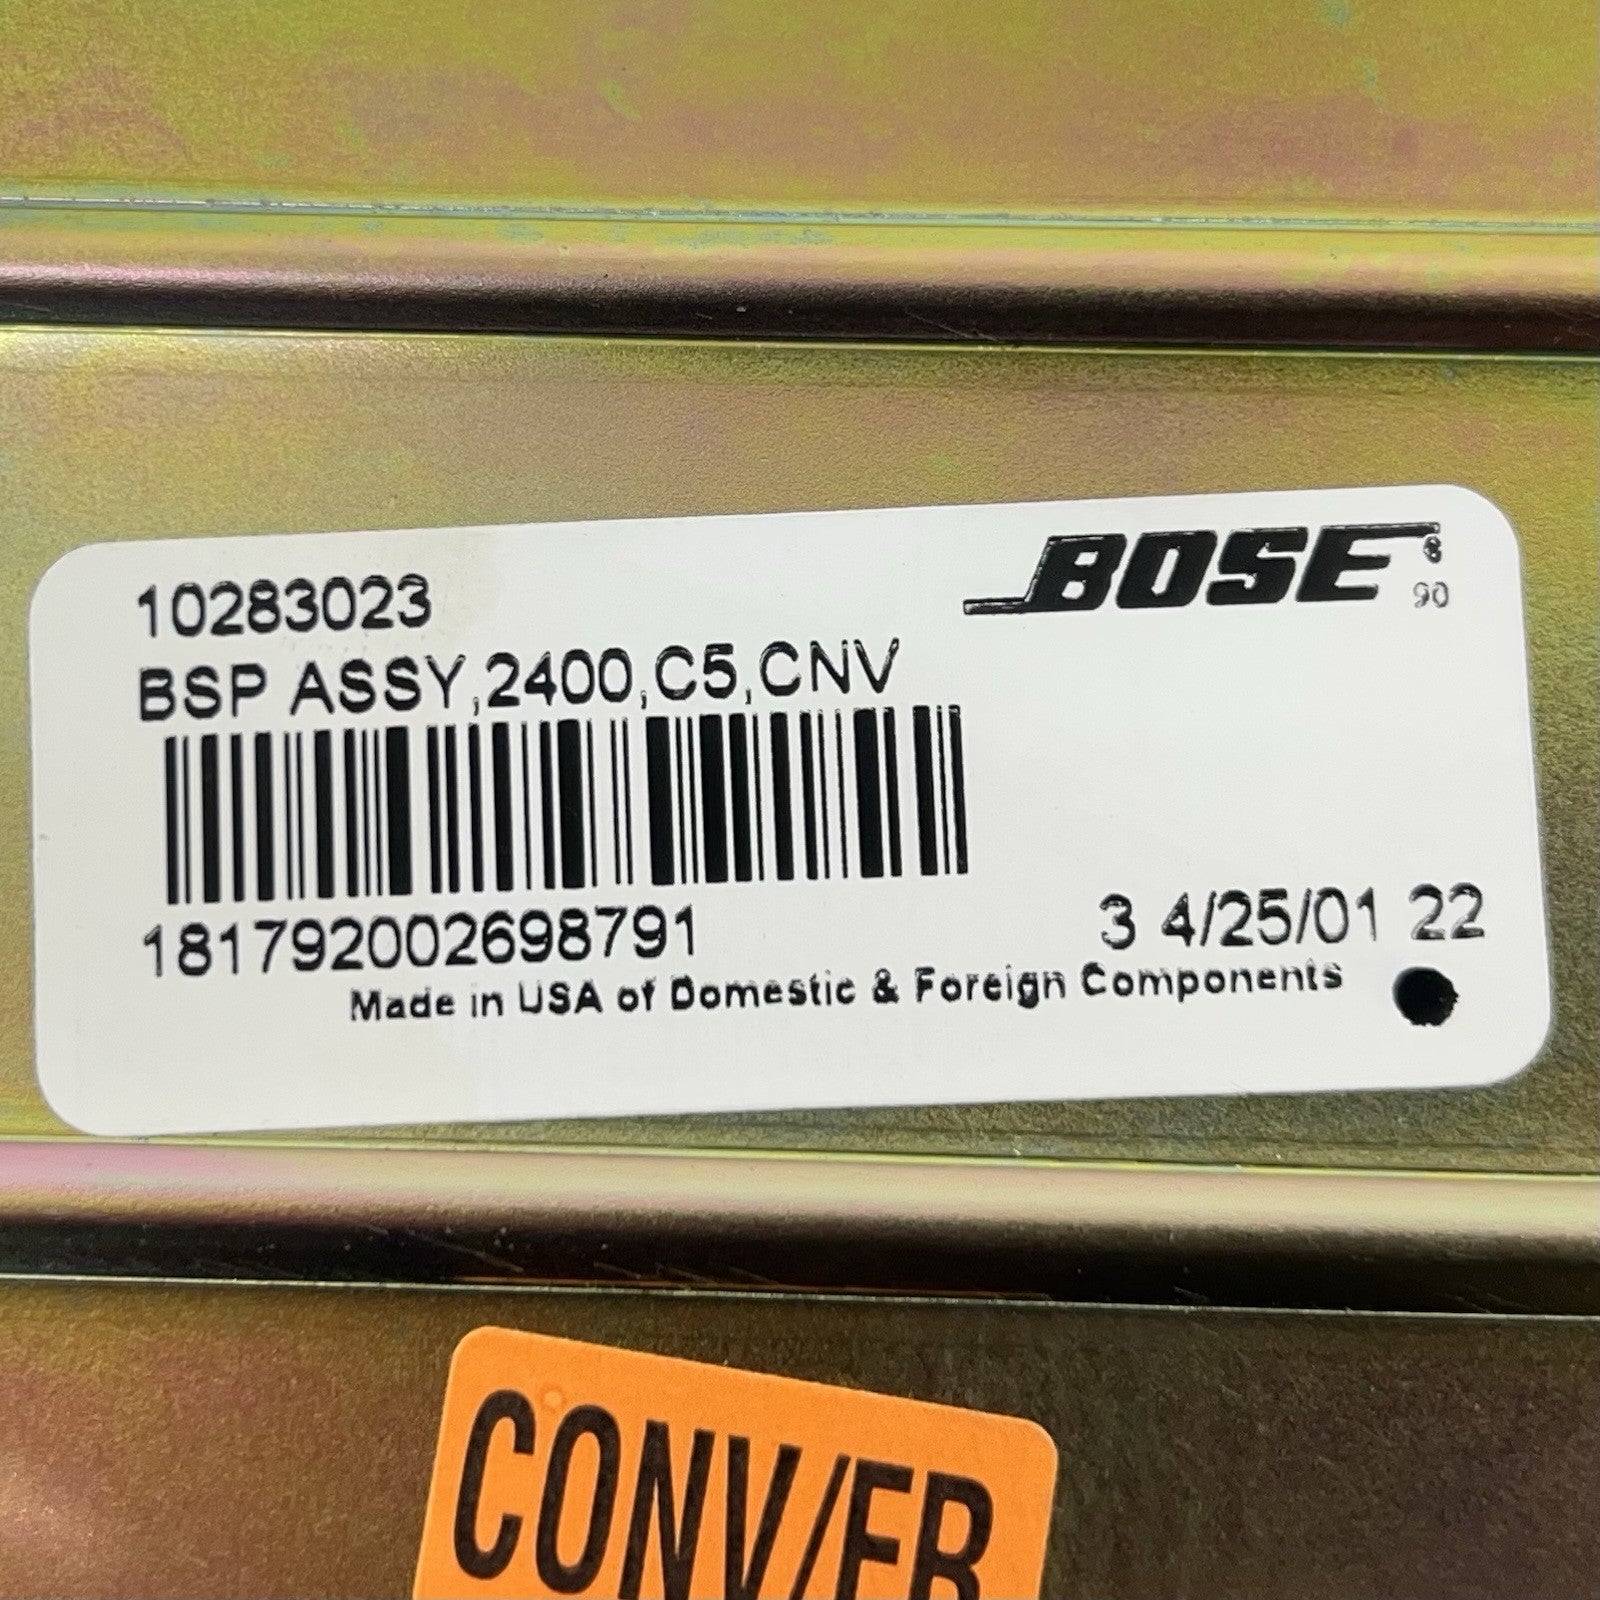 BOSE®
90
10283023
BSP ASSY,2400,C5,CNV
181792002698791
3 4/25/01 22
Made in USA of Domestic & Foreign Components
CONV/FR